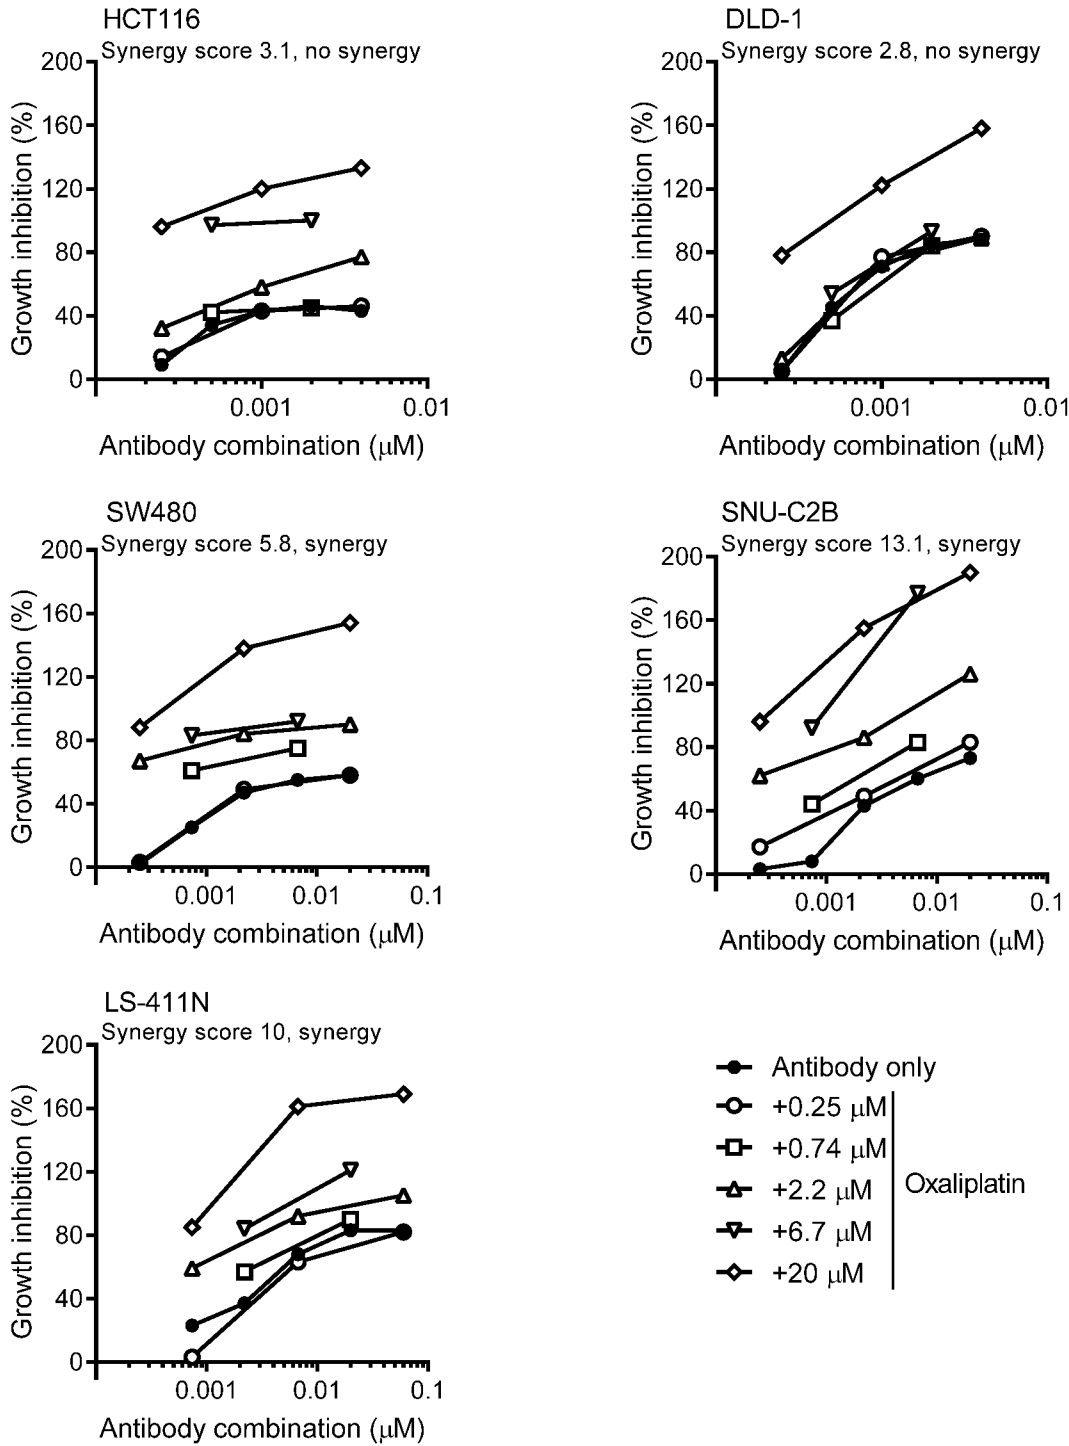 HCT116
Synergy score 3.1, no synergy
200
160
120
80
40
0
Growth inhibition (%)
0.001
0.01
Antibody combination (μM)
DLD-1
Synergy score 2.8, no synergy
200
160
120
80
40
0
Growth inhibition (%)
0.001
0.01
Antibody combination (μM)
SW480
Synergy score 5.8, synergy
200
160
120
80
40
0
Growth inhibition (%)
0.001
0.01
0.1
Antibody combination (μM)
SNU-C2B
Synergy score 13.1, synergy
200
160
120
80
40
0
Growth inhibition (%)
0.001
0.01
0.1
Antibody combination (μM)
LS-411N
Synergy score 10, synergy
200
160
120
80
40
0
Growth inhibition (%)
0.001
0.01
0.1
Antibody combination (μM)
Antibody only
+0.25 μM
+0.74 μM
+2.2 μM
+6.7 μM
+20 μM
Oxaliplatin